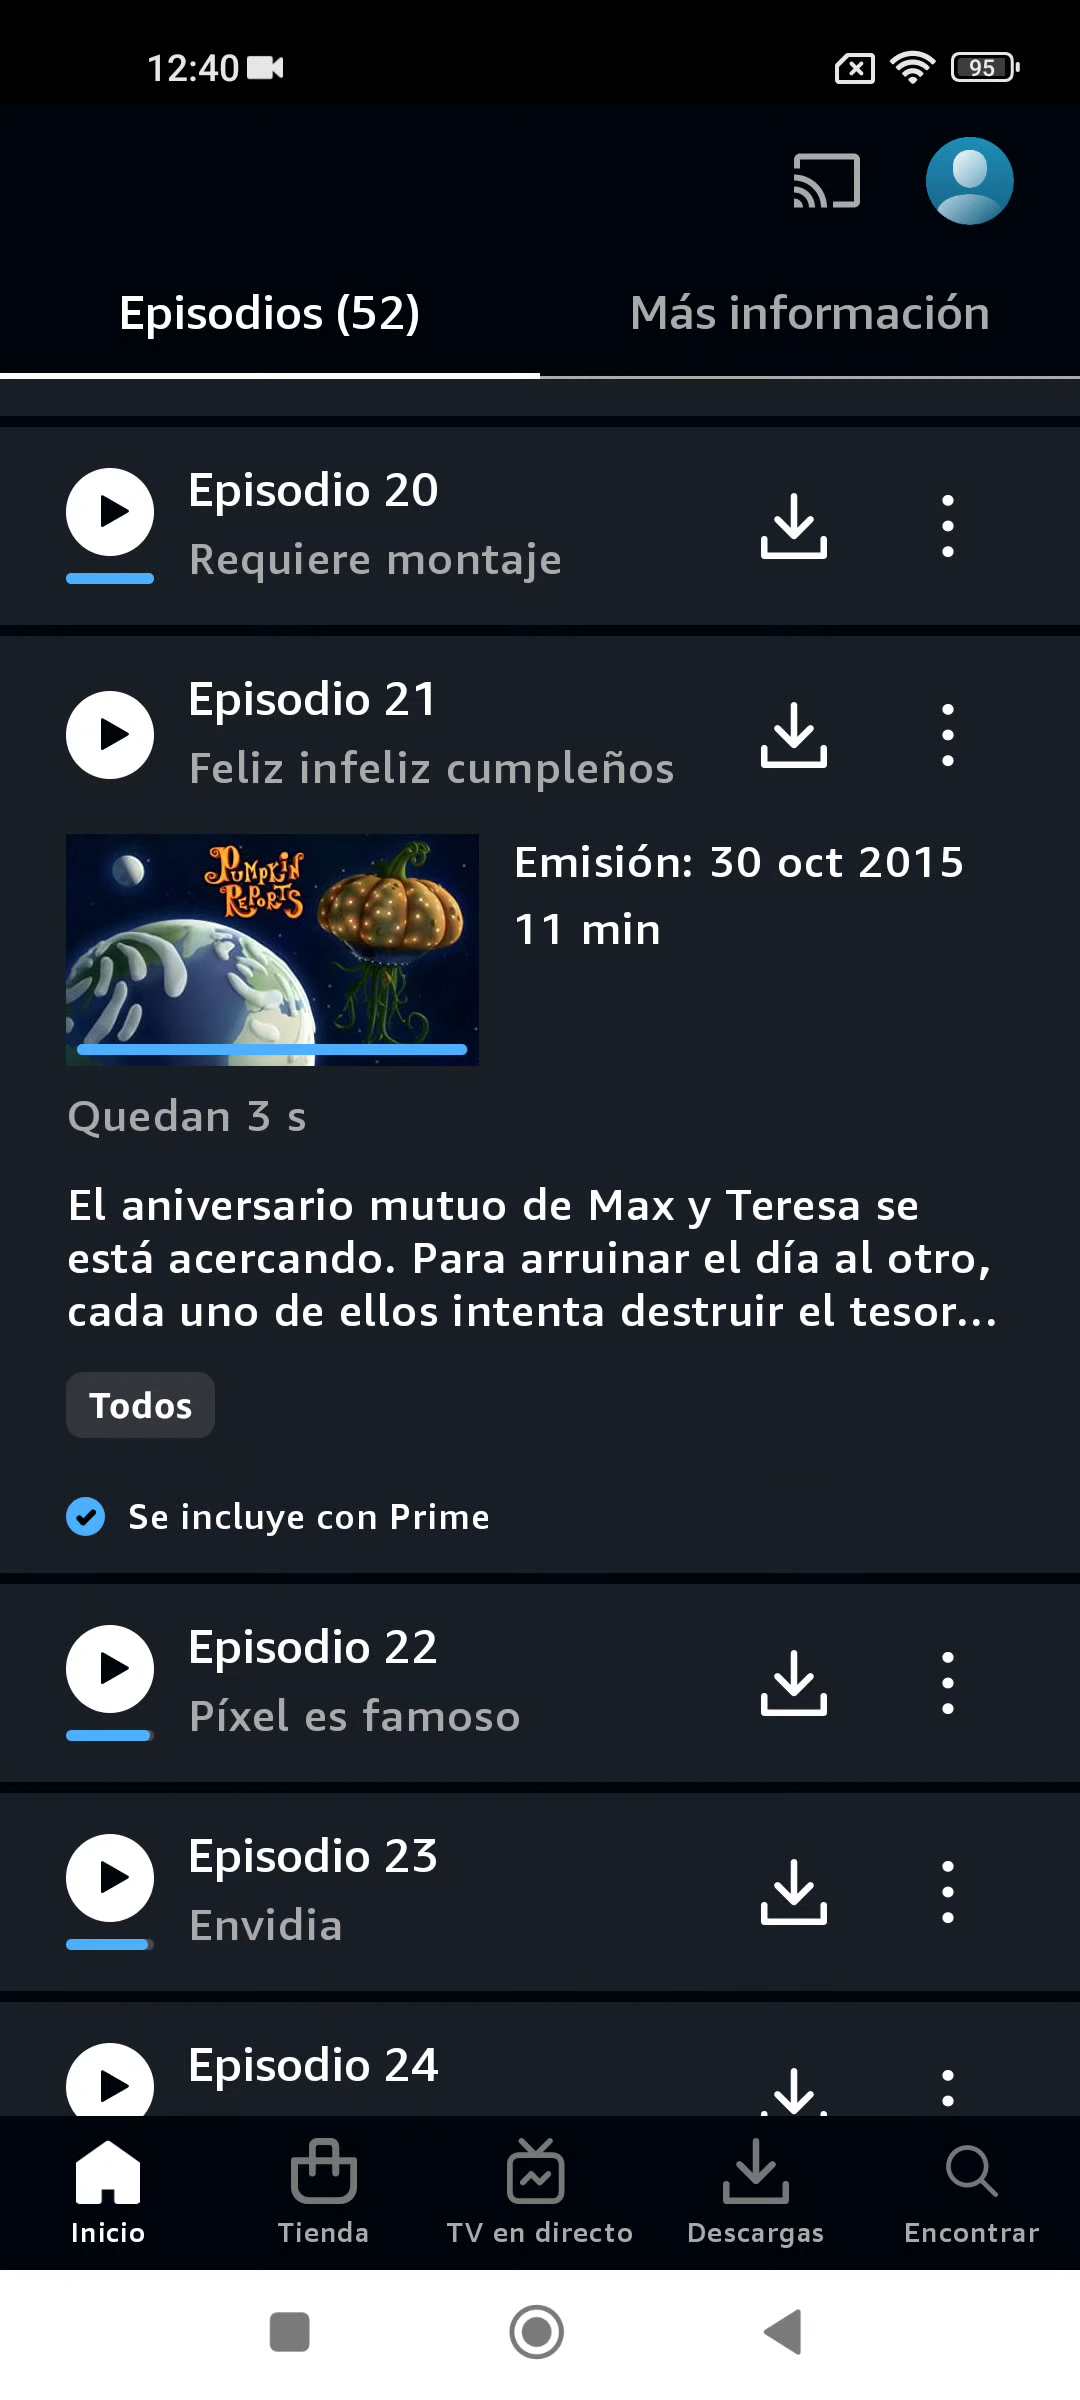 12:40
95
Episodios (52)
Más información
Episodio 20
Requiere montaje
Episodio 21
Feliz infeliz cumpleños
PUMPKIN
REPORTS
Emisión: 30 oct 2015
11 min
Quedan 3 s
El aniversario mutuo de Max y Teresa se
está acercando. Para arruinar el día al otro,
cada uno de ellos intenta destruir el tesor...
Todos
Se incluye con Prime
Episodio 22
Píxel es famoso
Episodio 23
Envidia
Episodio 24
Inicio
Tienda
TV en directo
Descargas
Encontrar